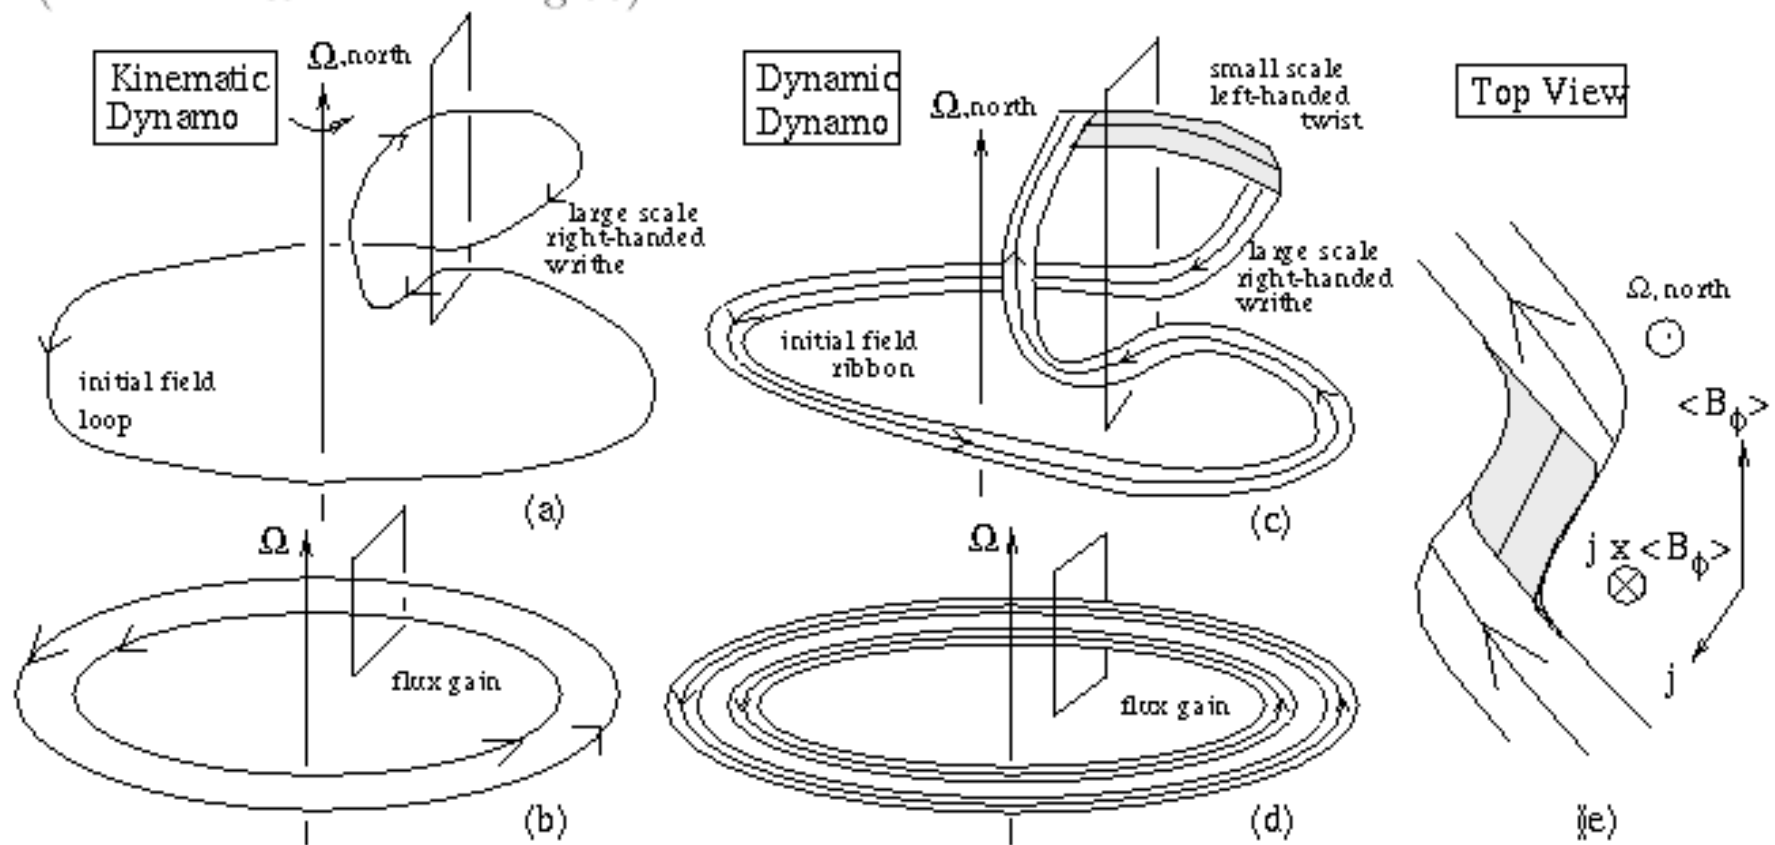 Kinematic
Dynamo
Ω,north
large scale
right-handed
writhe
initial field
loop
(a)
Ω
flux gain
(b)
Dynamic
Dynamo
Ω,north
small scale
left-handed
twist
large scale
right-handed
writhe
initial field
ribbon
(c)
Ω
flux gain
(d)
Top View
Ω,north
<Bϕ>
j x <Bϕ>
j
(e)